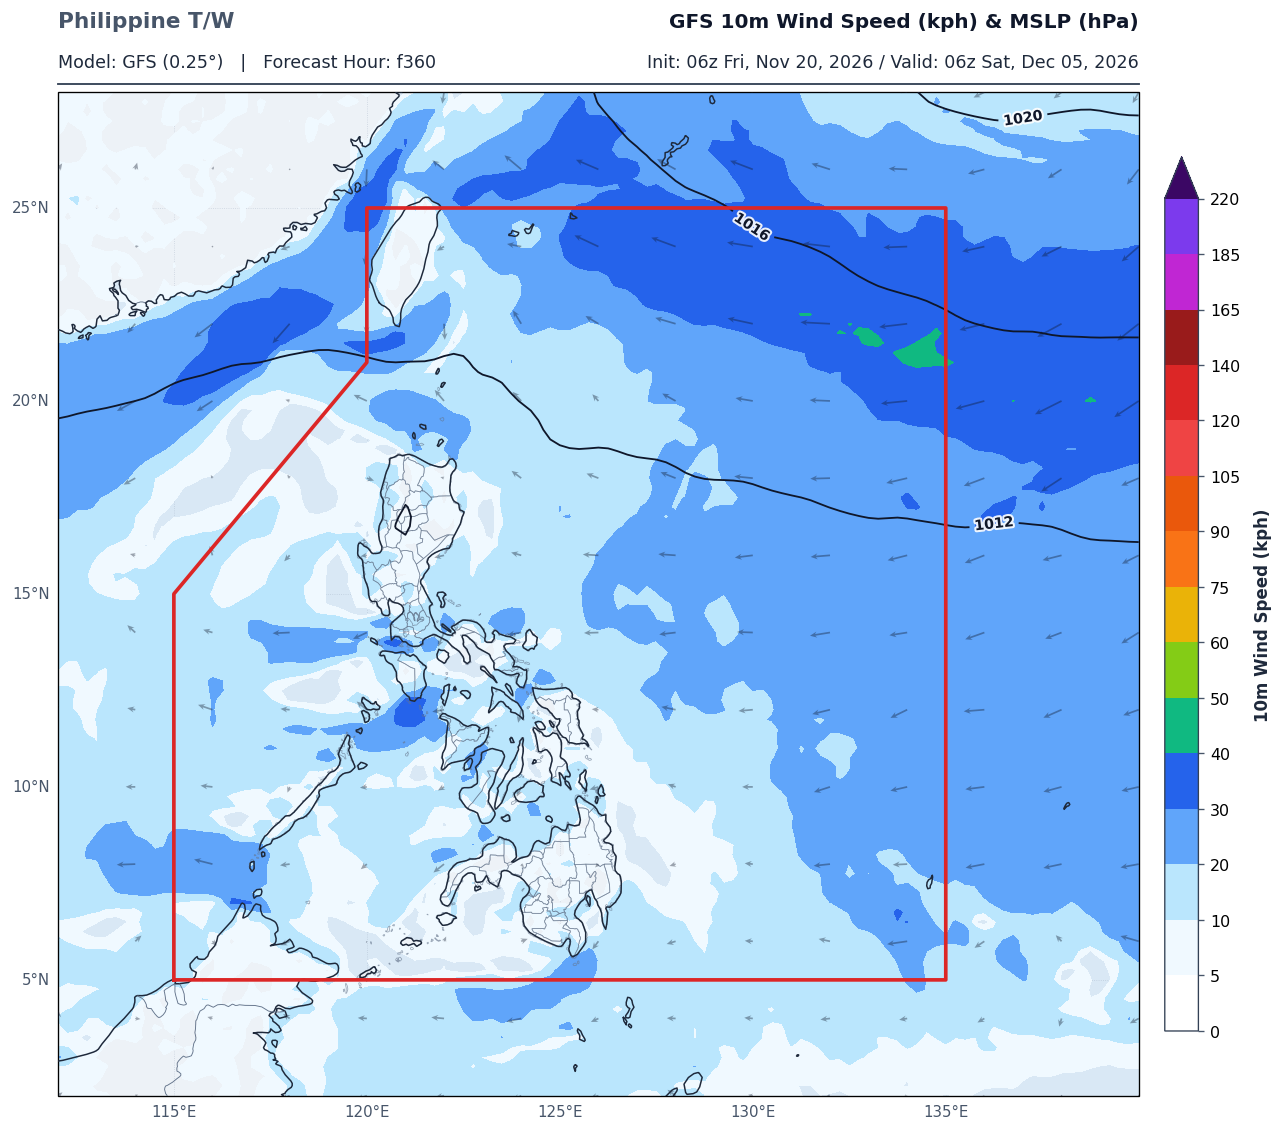 Philippine T/W
GFS 10m Wind Speed (kph) & MSLP (hPa)
Model: GFS (0.25°)   |   Forecast Hour: f360
Init: 06z Fri, Nov 20, 2026 / Valid: 06z Sat, Dec 05, 2026
1020
1016
1012
25°N
20°N
15°N
10°N
5°N
115°E
120°E
125°E
130°E
135°E
220
185
165
140
120
105
90
75
60
50
40
30
20
10
5
0
10m Wind Speed (kph)